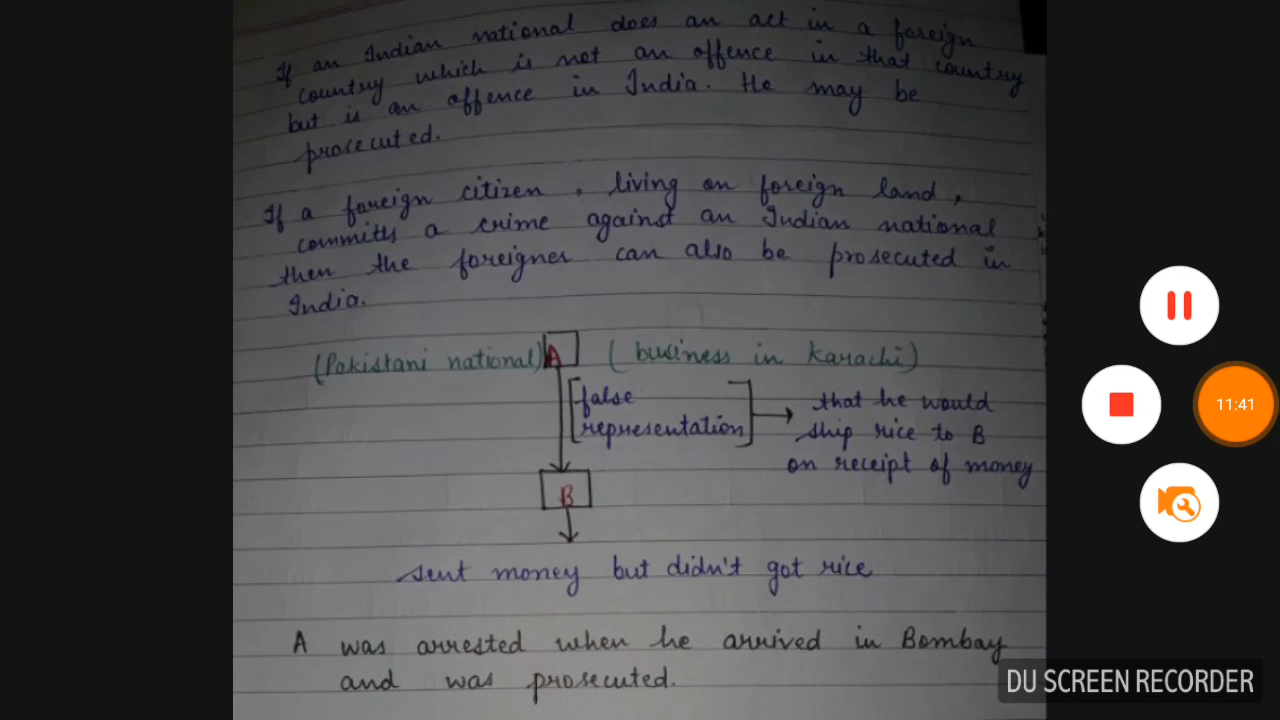 If an Indian national does an act in a foreign
country which is not an offence in that country
but is an offence in India. He may be
prosecuted.
If a foreign citizen, living on foreign land,
committs a crime against an Indian national
then the foreigner can also be prosecuted in
India.
(Pakistani national) A (business in Karachi)
false representation
that he would
ship rice to B
on receipt of money
B
sent money but didn't got rice
A was arrested when he arrived in Bombay
and was prosecuted.
11:41
DU SCREEN RECORDER